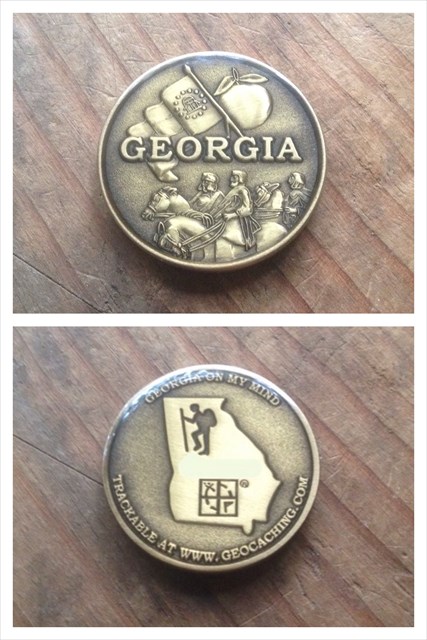 GEORGIA
GEORGIA ON MY MIND
®
TRACKABLE AT WWW. GEOCACHING.COM